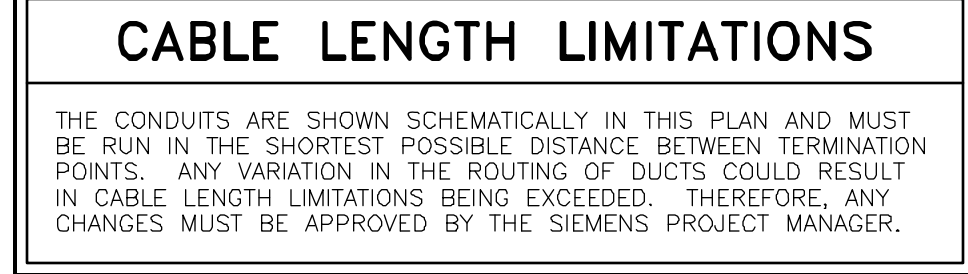 CABLE LENGTH LIMITATIONS
THE CONDUITS ARE SHOWN SCHEMATICALLY IN THIS PLAN AND MUST
BE RUN IN THE SHORTEST POSSIBLE DISTANCE BETWEEN TERMINATION
POINTS. ANY VARIATION IN THE ROUTING OF DUCTS COULD RESULT
IN CABLE LENGTH LIMITATIONS BEING EXCEEDED. THEREFORE, ANY
CHANGES MUST BE APPROVED BY THE SIEMENS PROJECT MANAGER.